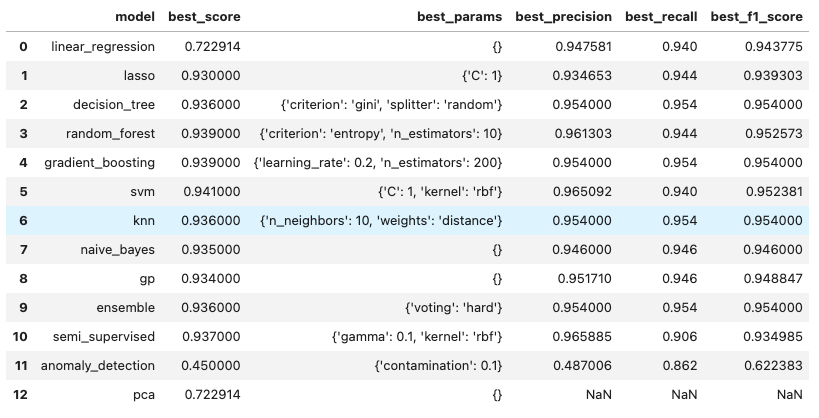 model best_score best_params best_precision best_recall best_f1_score
0 linear_regression 0.722914 {} 0.947581 0.940 0.943775
1 lasso 0.930000 {'C': 1} 0.934653 0.944 0.939303
2 decision_tree 0.936000 {'criterion': 'gini', 'splitter': 'random'} 0.954000 0.954 0.954000
3 random_forest 0.939000 {'criterion': 'entropy', 'n_estimators': 10} 0.961303 0.944 0.952573
4 gradient_boosting 0.939000 {'learning_rate': 0.2, 'n_estimators': 200} 0.954000 0.954 0.954000
5 svm 0.941000 {'C': 1, 'kernel': 'rbf'} 0.965092 0.940 0.952381
6 knn 0.936000 {'n_neighbors': 10, 'weights': 'distance'} 0.954000 0.954 0.954000
7 naive_bayes 0.935000 {} 0.946000 0.946 0.946000
8 gp 0.934000 {} 0.951710 0.946 0.948847
9 ensemble 0.936000 {'voting': 'hard'} 0.954000 0.954 0.954000
10 semi_supervised 0.937000 {'gamma': 0.1, 'kernel': 'rbf'} 0.965885 0.906 0.934985
11 anomaly_detection 0.450000 {'contamination': 0.1} 0.487006 0.862 0.622383
12 pca 0.722914 {} NaN NaN NaN